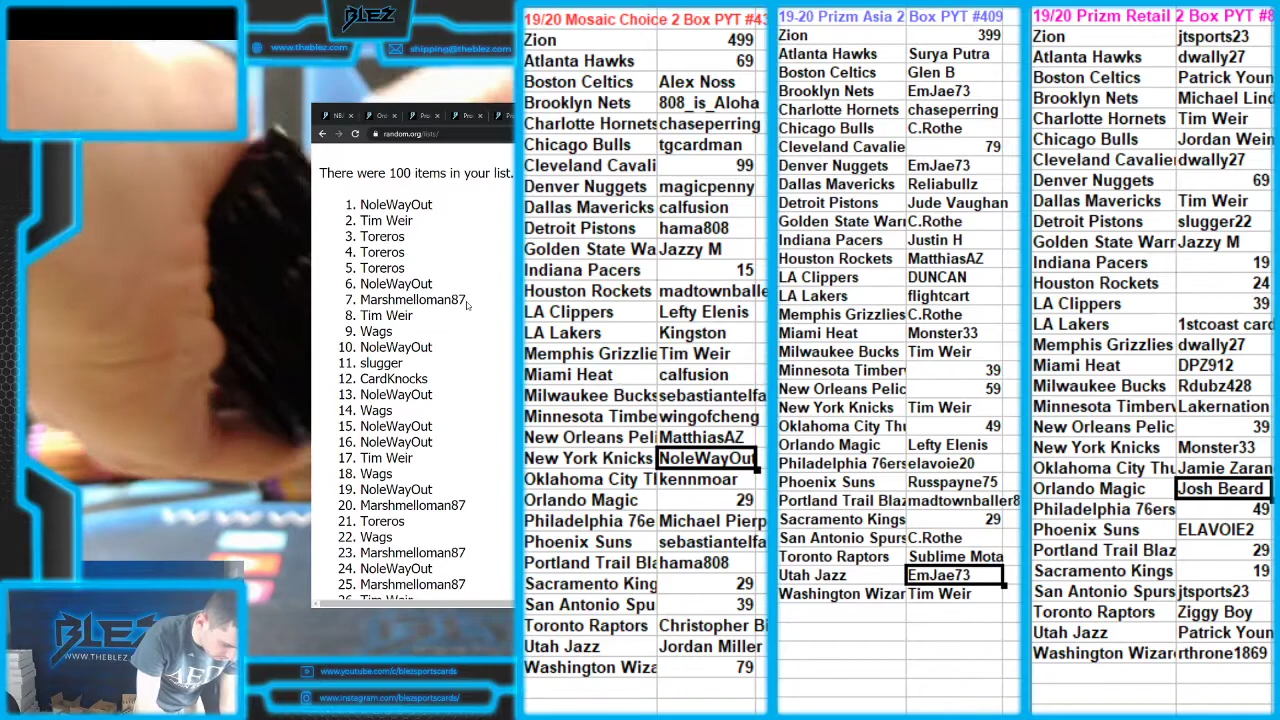 BLEZ
www.theblez.com
shipping@theblez.com
random.org/lists/
There were 100 items in your list.
1. NoleWayOut
2. Tim Weir
3. Toreros
4. Toreros
5. Toreros
6. NoleWayOut
7. Marshmelloman87
8. Tim Weir
9. Wags
10. NoleWayOut
11. slugger
12. CardKnocks
13. NoleWayOut
14. Wags
15. NoleWayOut
16. NoleWayOut
17. Tim Weir
18. Wags
19. NoleWayOut
20. Marshmelloman87
21. Toreros
22. Wags
23. Marshmelloman87
24. NoleWayOut
25. Marshmelloman87
26. Tim Weir
BLEZ
WWW.THEBLEZ.COM
www.youtube.com/c/blezsportscards
www.instagram.com/blezsportscards/
19/20 Mosaic Choice 2 Box PYT #43
Zion 499
Atlanta Hawks 69
Boston Celtics Alex Noss
Brooklyn Nets 808_is_Aloha
Charlotte Hornets chaseperring
Chicago Bulls tgcardman
Cleveland Cavali 99
Denver Nuggets magicpenny
Dallas Mavericks calfusion
Detroit Pistons hama808
Golden State Wa Jazzy M
Indiana Pacers 15
Houston Rockets madtownballe
LA Clippers Lefty Elenis
LA Lakers Kingston
Memphis Grizzlie Tim Weir
Miami Heat calfusion
Milwaukee Bucks sebastiantelfa
Minnesota Timbe wingofcheng
New Orleans Peli MatthiasAZ
New York Knicks NoleWayOut
Oklahoma City Tl kennmoar
Orlando Magic 29
Philadelphia 76e Michael Pierp
Phoenix Suns sebastiantelfa
Portland Trail Bla hama808
Sacramento King 29
San Antonio Spu 39
Toronto Raptors Christopher Bi
Utah Jazz Jordan Miller
Washington Wiza 79
19-20 Prizm Asia 2 Box PYT #409
Zion 399
Atlanta Hawks Surya Putra
Boston Celtics Glen B
Brooklyn Nets EmJae73
Charlotte Hornets chaseperring
Chicago Bulls C.Rothe
Cleveland Cavalie 79
Denver Nuggets EmJae73
Dallas Mavericks Reliabullz
Detroit Pistons Jude Vaughan
Golden State Warr C.Rothe
Indiana Pacers Justin H
Houston Rockets MatthiasAZ
LA Clippers DUNCAN
LA Lakers flightcart
Memphis Grizzlies C.Rothe
Miami Heat Monster33
Milwaukee Bucks Tim Weir
Minnesota Timber 39
New Orleans Pelic 59
New York Knicks Tim Weir
Oklahoma City Thu 49
Orlando Magic Lefty Elenis
Philadelphia 76ers elavoie20
Phoenix Suns Russpayne75
Portland Trail Blaz madtownballer8
Sacramento Kings 29
San Antonio Spurs C.Rothe
Toronto Raptors Sublime Mota
Utah Jazz EmJae73
Washington Wizar Tim Weir
19/20 Prizm Retail 2 Box PYT #8
Zion jtsports23
Atlanta Hawks dwally27
Boston Celtics Patrick Youn
Brooklyn Nets Michael Lind
Charlotte Hornets Tim Weir
Chicago Bulls Jordan Wein
Cleveland Cavalier dwally27
Denver Nuggets 69
Dallas Mavericks Tim Weir
Detroit Pistons slugger22
Golden State Warr Jazzy M
Indiana Pacers 19
Houston Rockets 24
LA Clippers 39
LA Lakers 1stcoast card
Memphis Grizzlies dwally27
Miami Heat DPZ912
Milwaukee Bucks Rdubz428
Minnesota Timberv Lakernation
New Orleans Pelic 39
New York Knicks Monster33
Oklahoma City Thu Jamie Zaran
Orlando Magic Josh Beard
Philadelphia 76ers 49
Phoenix Suns ELAVOIE2
Portland Trail Blaz 29
Sacramento Kings 19
San Antonio Spurs jtsports23
Toronto Raptors Ziggy Boy
Utah Jazz Patrick Youn
Washington Wizard rthrone1869